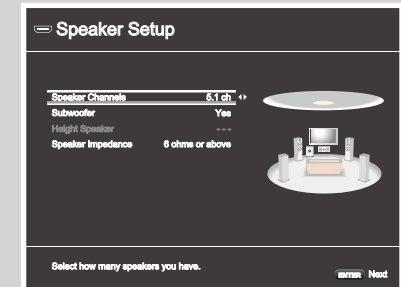 Speaker Setup
Speaker Channels 5.1 ch
Subwoofer Yes
Height Speaker ---
Speaker Impedance 6 ohms or above
Select how many speakers you have.
ENTER Next